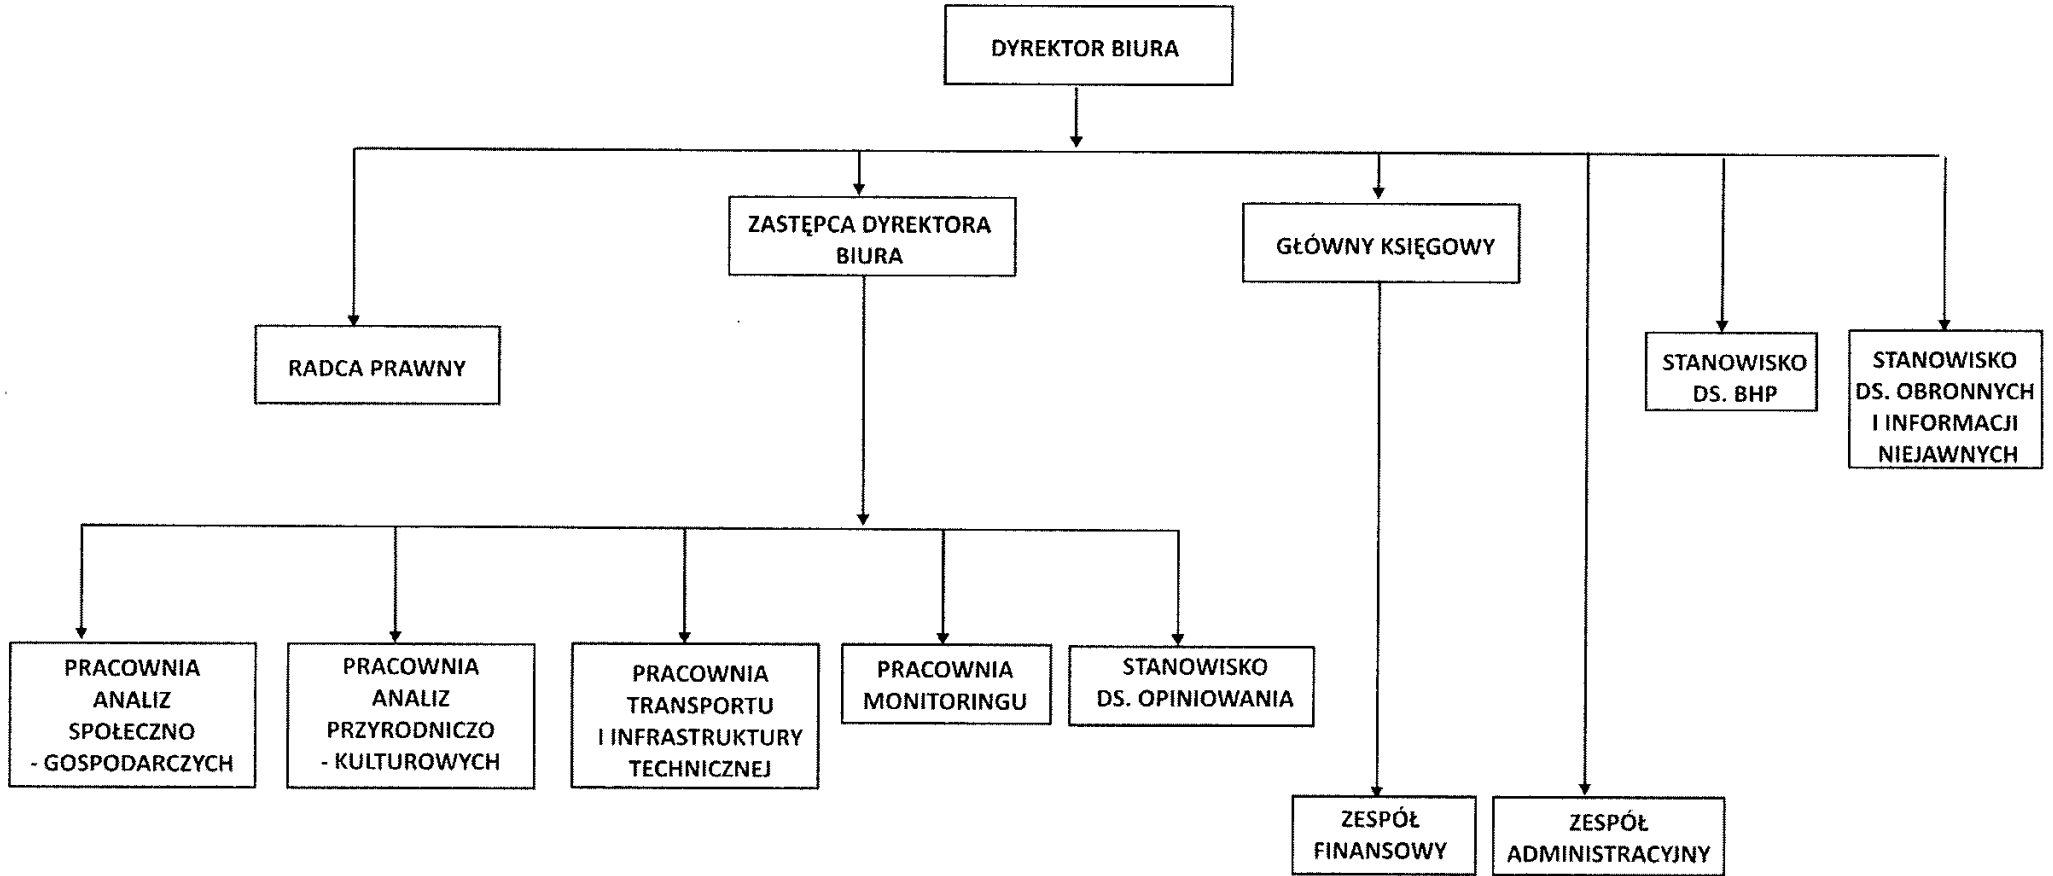 DYREKTOR BIURA
ZASTĘPCA DYREKTORA
BIURA
GŁÓWNY KSIĘGOWY
RADCA PRAWNY
STANOWISKO
DS. BHP
STANOWISKO
DS. OBRONNYCH
I INFORMACJI
NIEJAWNYCH
PRACOWNIA
ANALIZ
SPOŁECZNO
- GOSPODARCZYCH
PRACOWNIA
ANALIZ
PRZYRODNICZO
- KULTUROWYCH
PRACOWNIA
TRANSPORTU
I INFRASTRUKTURY
TECHNICZNEJ
PRACOWNIA
MONITORINGU
STANOWISKO
DS. OPINIOWANIA
ZESPÓŁ
FINANSOWY
ZESPÓŁ
ADMINISTRACYJNY